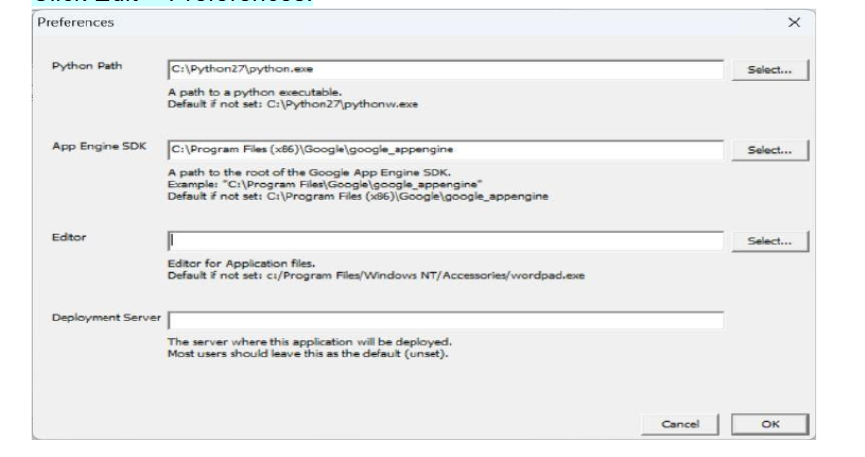 Click Edit – Preferences.
Preferences
Python Path
C:\Python27\python.exe
Select...
A path to a python executable.
Default if not set: C:\Python27\pythonw.exe
App Engine SDK
C:\Program Files (x86)\Google\google_appengine
Select...
A path to the root of the Google App Engine SDK.
Example: "C:\Program Files\Google\google_appengine"
Default if not set: C:\Program Files (x86)\Google\google_appengine
Editor
Select...
Editor for Application files.
Default if not set: c:/Program Files/Windows NT/Accessories/wordpad.exe
Deployment Server
The server where this application will be deployed.
Most users should leave this as the default (unset).
Cancel
OK